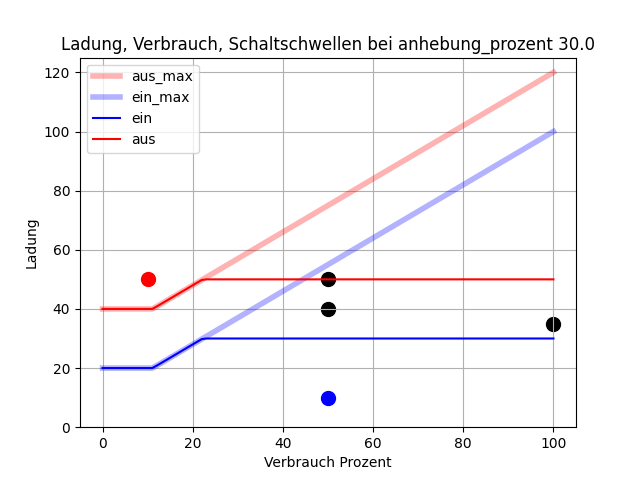 Ladung, Verbrauch, Schaltschwellen bei anhebung_prozent 30.0
aus_max
ein_max
ein
aus
Ladung
120
100
80
60
40
20
0
0 20 40 60 80 100
Verbrauch Prozent